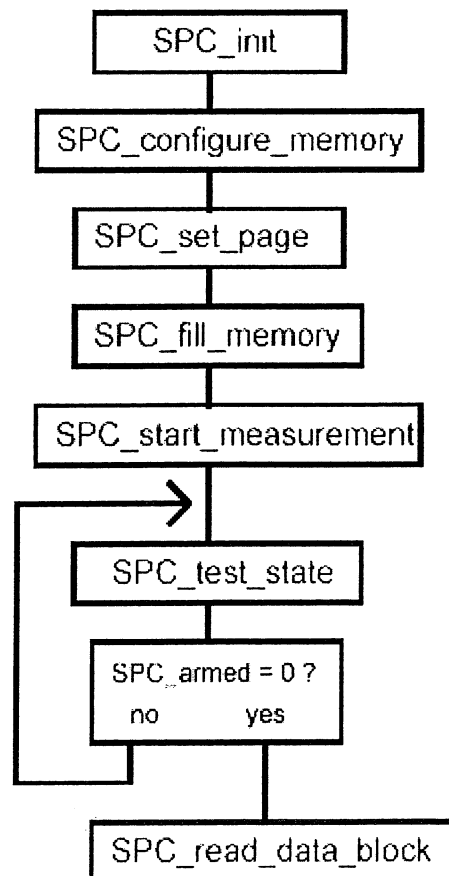 SPC_init
SPC_configure_memory
SPC_set_page
SPC_fill_memory
SPC_start_measurement
SPC_test_state
SPC_armed = 0 ?
no yes
SPC_read_data_block